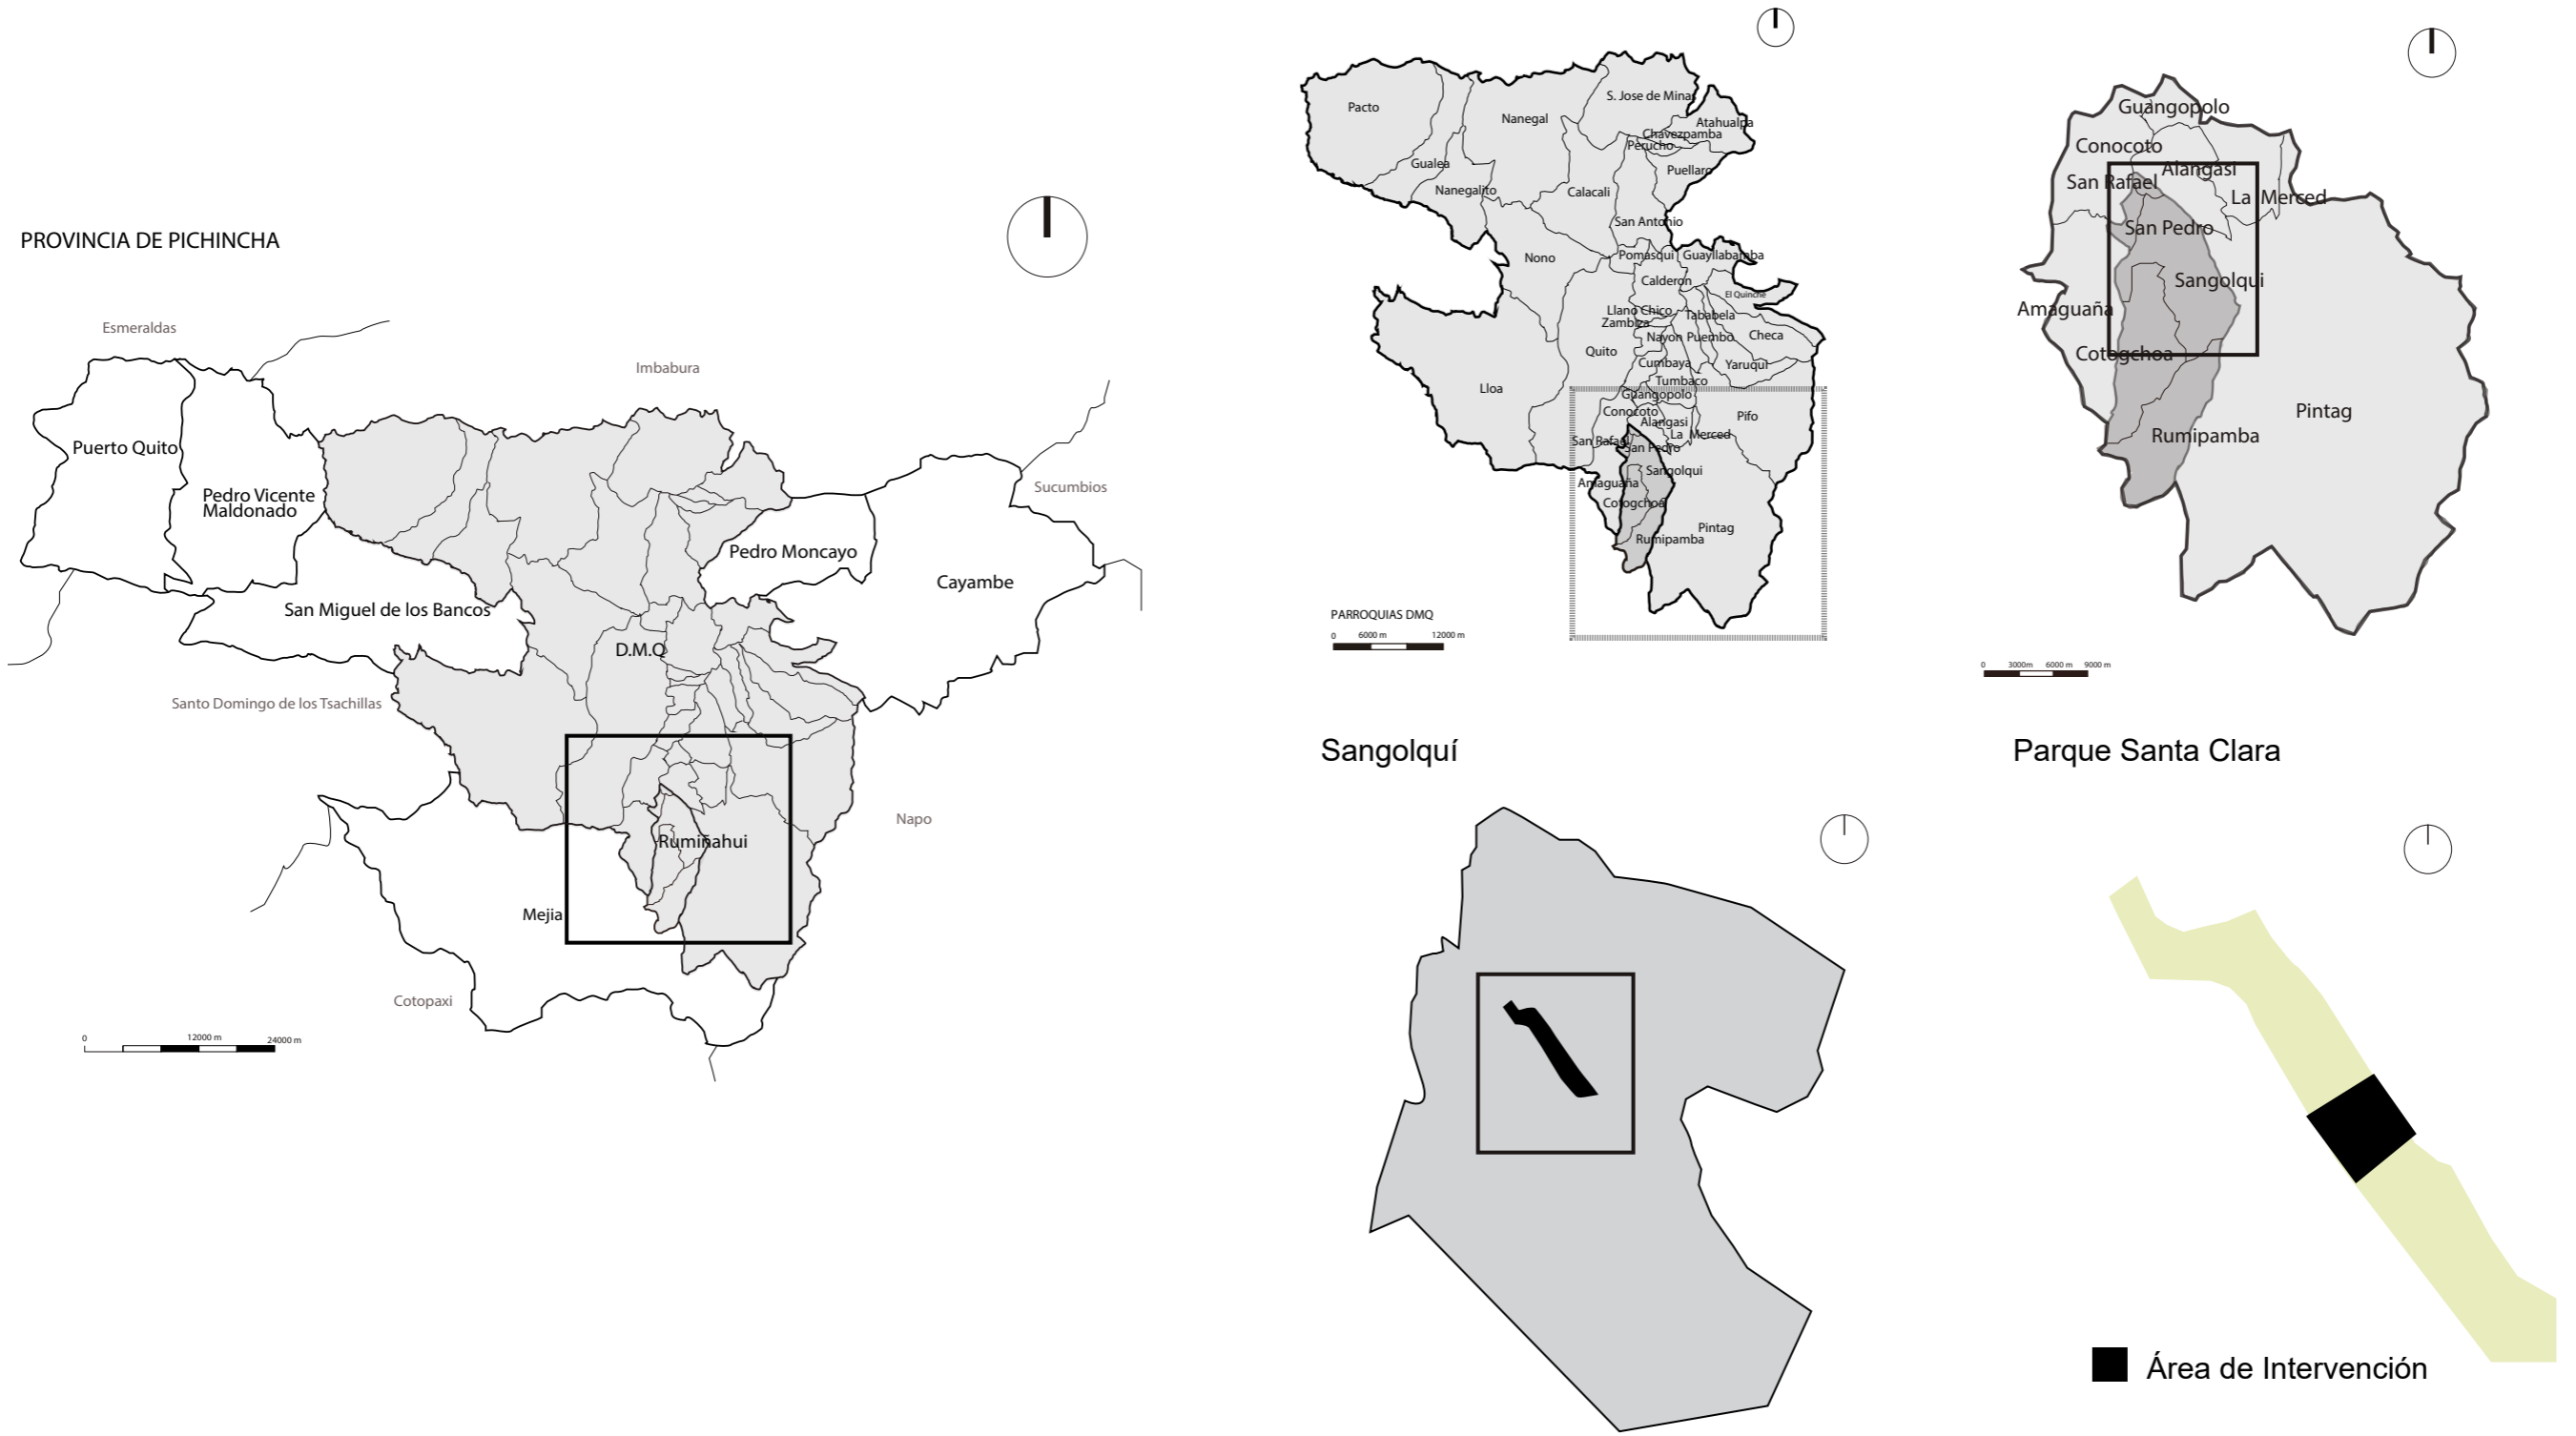 PROVINCIA DE PICHINCHA
Esmeraldas
Imbabura
Puerto Quito
Pedro Vicente
Maldonado
Sucumbios
Pedro Moncayo
Cayambe
San Miguel de los Bancos
D.M.Q
Santo Domingo de los Tsachillas
Napo
Rumiñahui
Mejia
Cotopaxi
0 12000 m 24000 m
Pacto
S. Jose de Minas
Nanegal
Atahualpa
Chavezpamba
Perucho
Gualea
Puellaro
Nanegalito
Calacali
San Antonio
Nono
Pomasqui
Guayllabamba
Calderon
El Quinche
Llano Chico
Tababela
Zambiza
Nayon
Puembo
Checa
Quito
Cumbaya
Yaruqui
Tumbaco
Lloa
Guangopolo
Conocoto
Pifo
Alangasi
La Merced
San Rafael
San Pedro
Sangolqui
Amaguaña
Cotogchoa
Pintag
Rumipamba
PARROQUIAS DMQ
0 6000 m 12000 m
Guangopolo
Conocoto
Alangasi
San Rafael
La Merced
San Pedro
Sangolqui
Amaguaña
Cotogchoa
Pintag
Rumipamba
0 3000m 6000 m 9000 m
Sangolquí
Parque Santa Clara
Área de Intervención